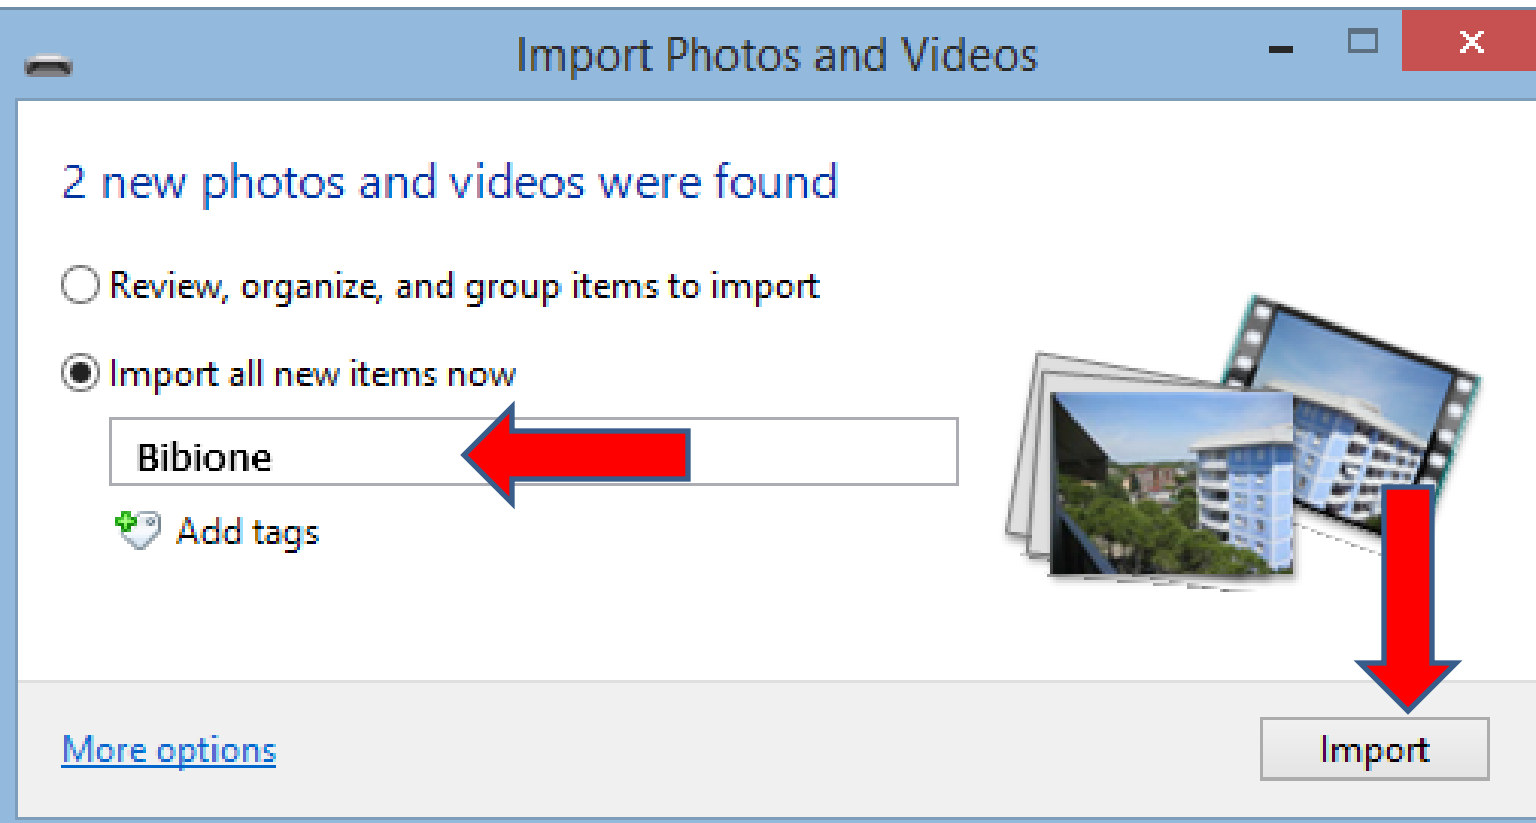 Import Photos and Videos
2 new photos and videos were found
Review, organize, and group items to import
Import all new items now
Bibione
Add tags
More options
Import